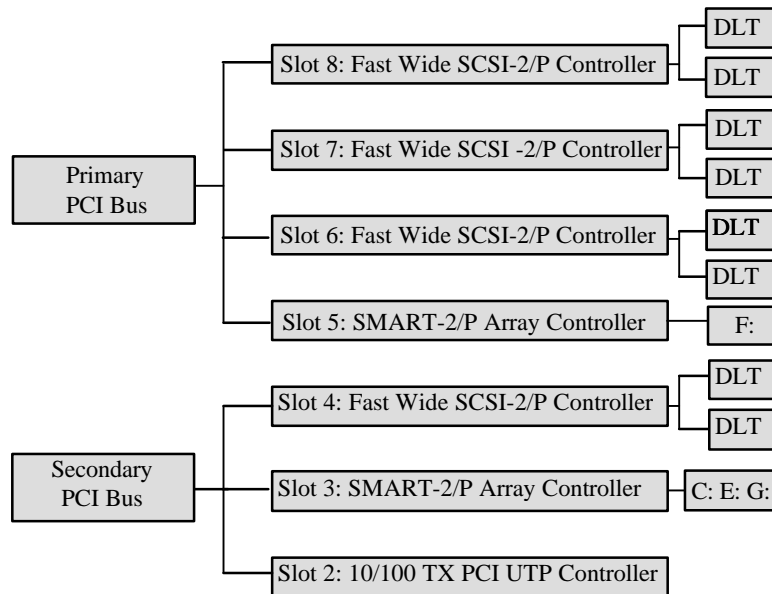 DLT
Slot 8: Fast Wide SCSI-2/P Controller
DLT
DLT
Slot 7: Fast Wide SCSI -2/P Controller
DLT
Primary
PCI Bus
DLT
Slot 6: Fast Wide SCSI-2/P Controller
DLT
Slot 5: SMART-2/P Array Controller
F:
DLT
Slot 4: Fast Wide SCSI-2/P Controller
DLT
Secondary
PCI Bus
Slot 3: SMART-2/P Array Controller
C: E: G:
Slot 2: 10/100 TX PCI UTP Controller